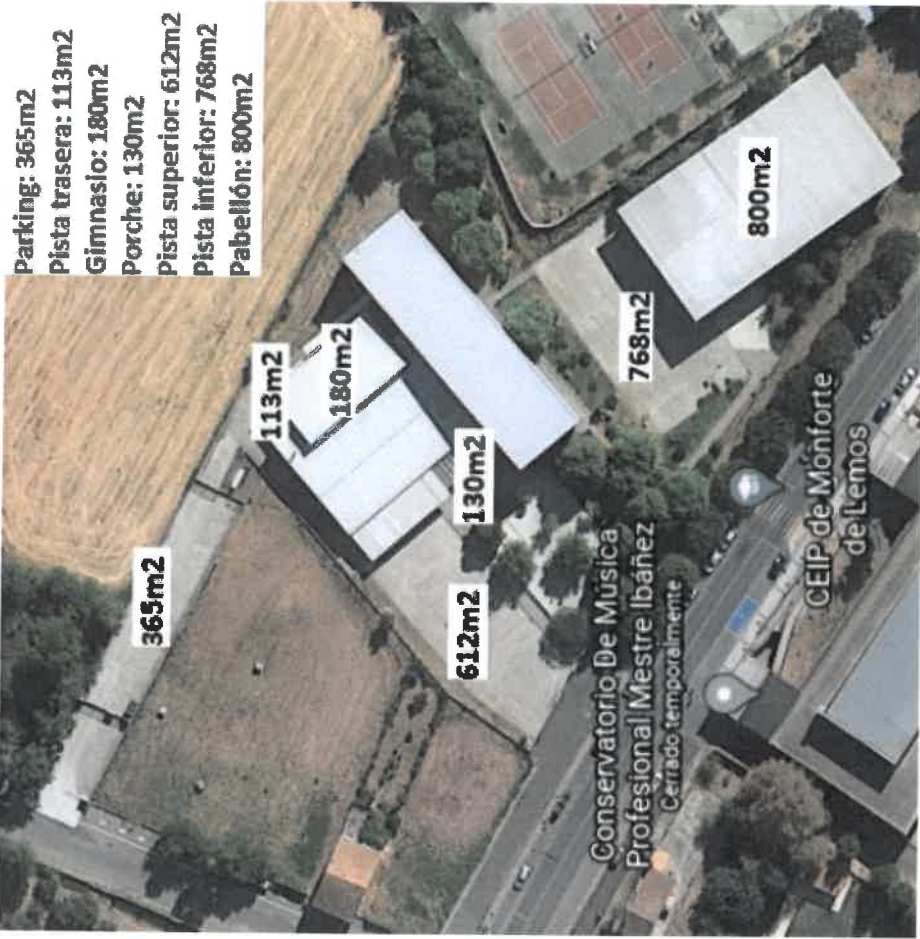 Parking: 365m2
Pista trasera: 113m2
Gimnasio: 180m2
Porche: 130m2
Pista superior: 612m2
Pista inferior: 768m2
Pabellón: 800m2
365m2
113m2
180m2
130m2
612m2
768m2
800m2
Conservatorio De Música
Profesional Mestre Ibáñez
Cerrado temporalmente
CEIP de Monforte
de Lemos